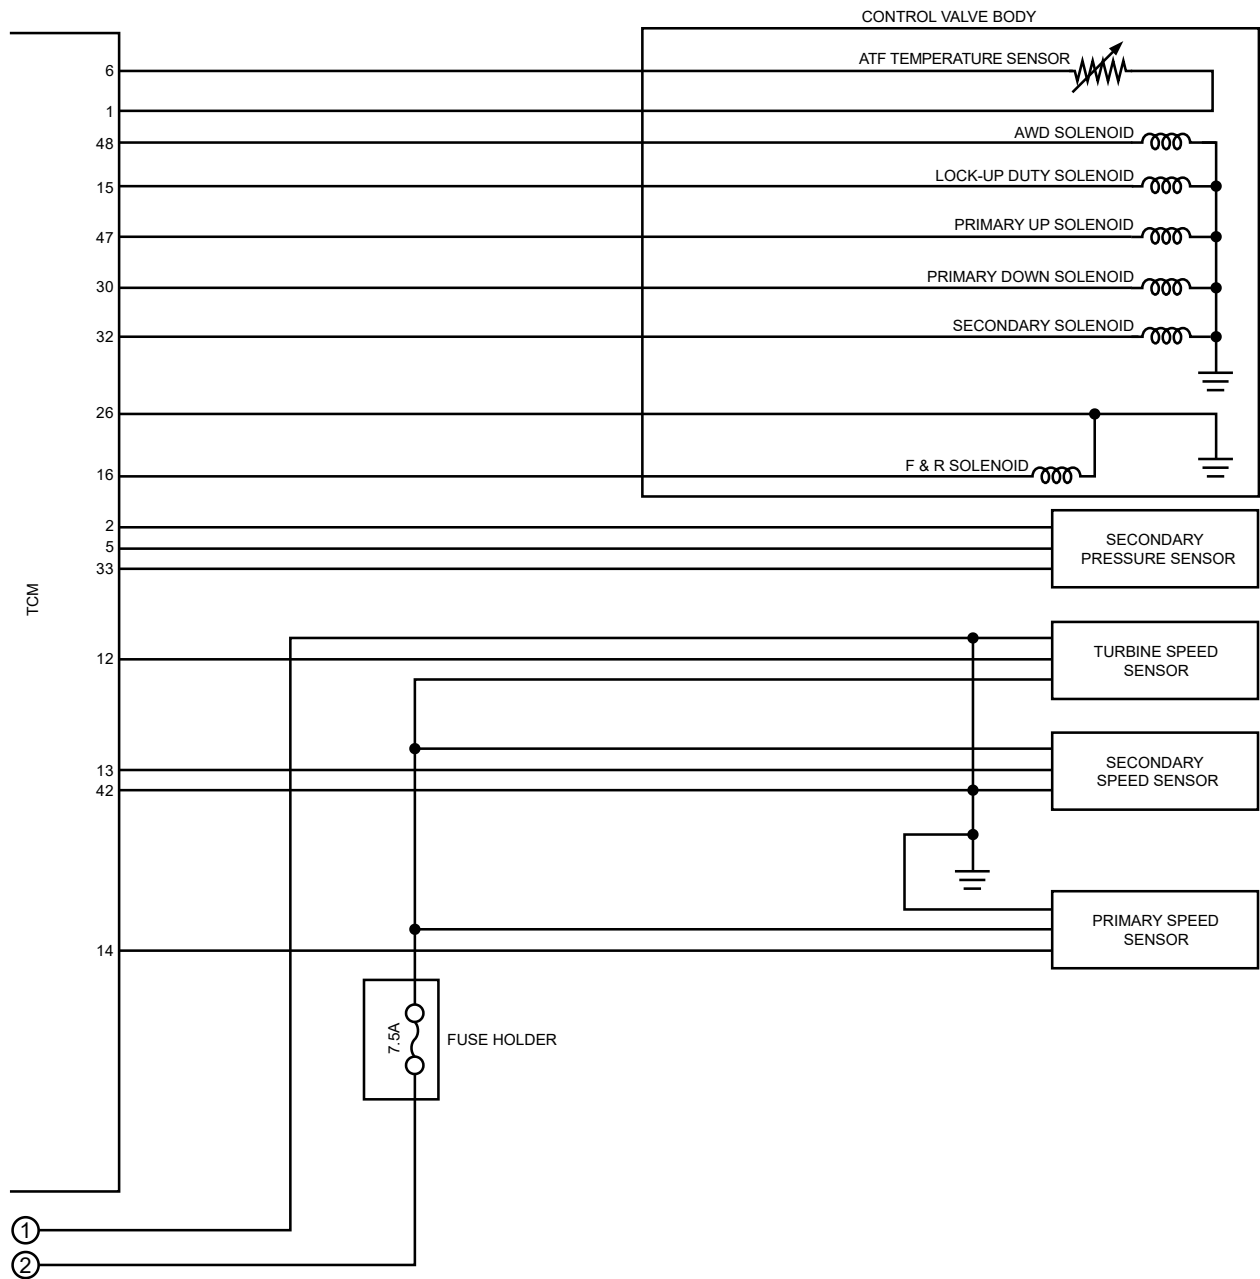 CONTROL VALVE BODY
6
ATF TEMPERATURE SENSOR
1
48
AWD SOLENOID
15
LOCK-UP DUTY SOLENOID
47
PRIMARY UP SOLENOID
30
PRIMARY DOWN SOLENOID
32
SECONDARY SOLENOID
26
16
F & R SOLENOID
2
5
33
SECONDARY
PRESSURE SENSOR
TCM
12
TURBINE SPEED
SENSOR
13
42
SECONDARY
SPEED SENSOR
14
PRIMARY SPEED
SENSOR
7.5A
FUSE HOLDER
1
2